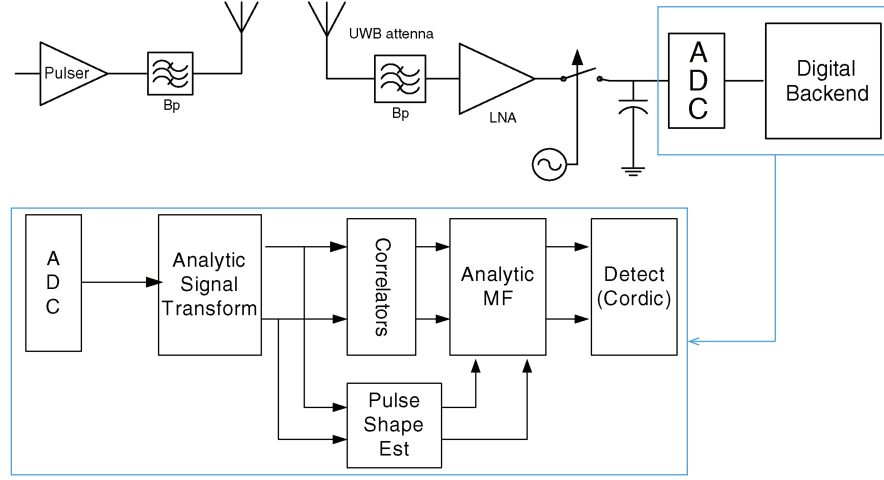 Pulser
Bp
UWB attenna
Bp
LNA
A
D
C
Digital
Backend
A
D
C
Analytic
Signal
Transform
Correlators
Analytic
MF
Detect
(Cordic)
Pulse
Shape
Est